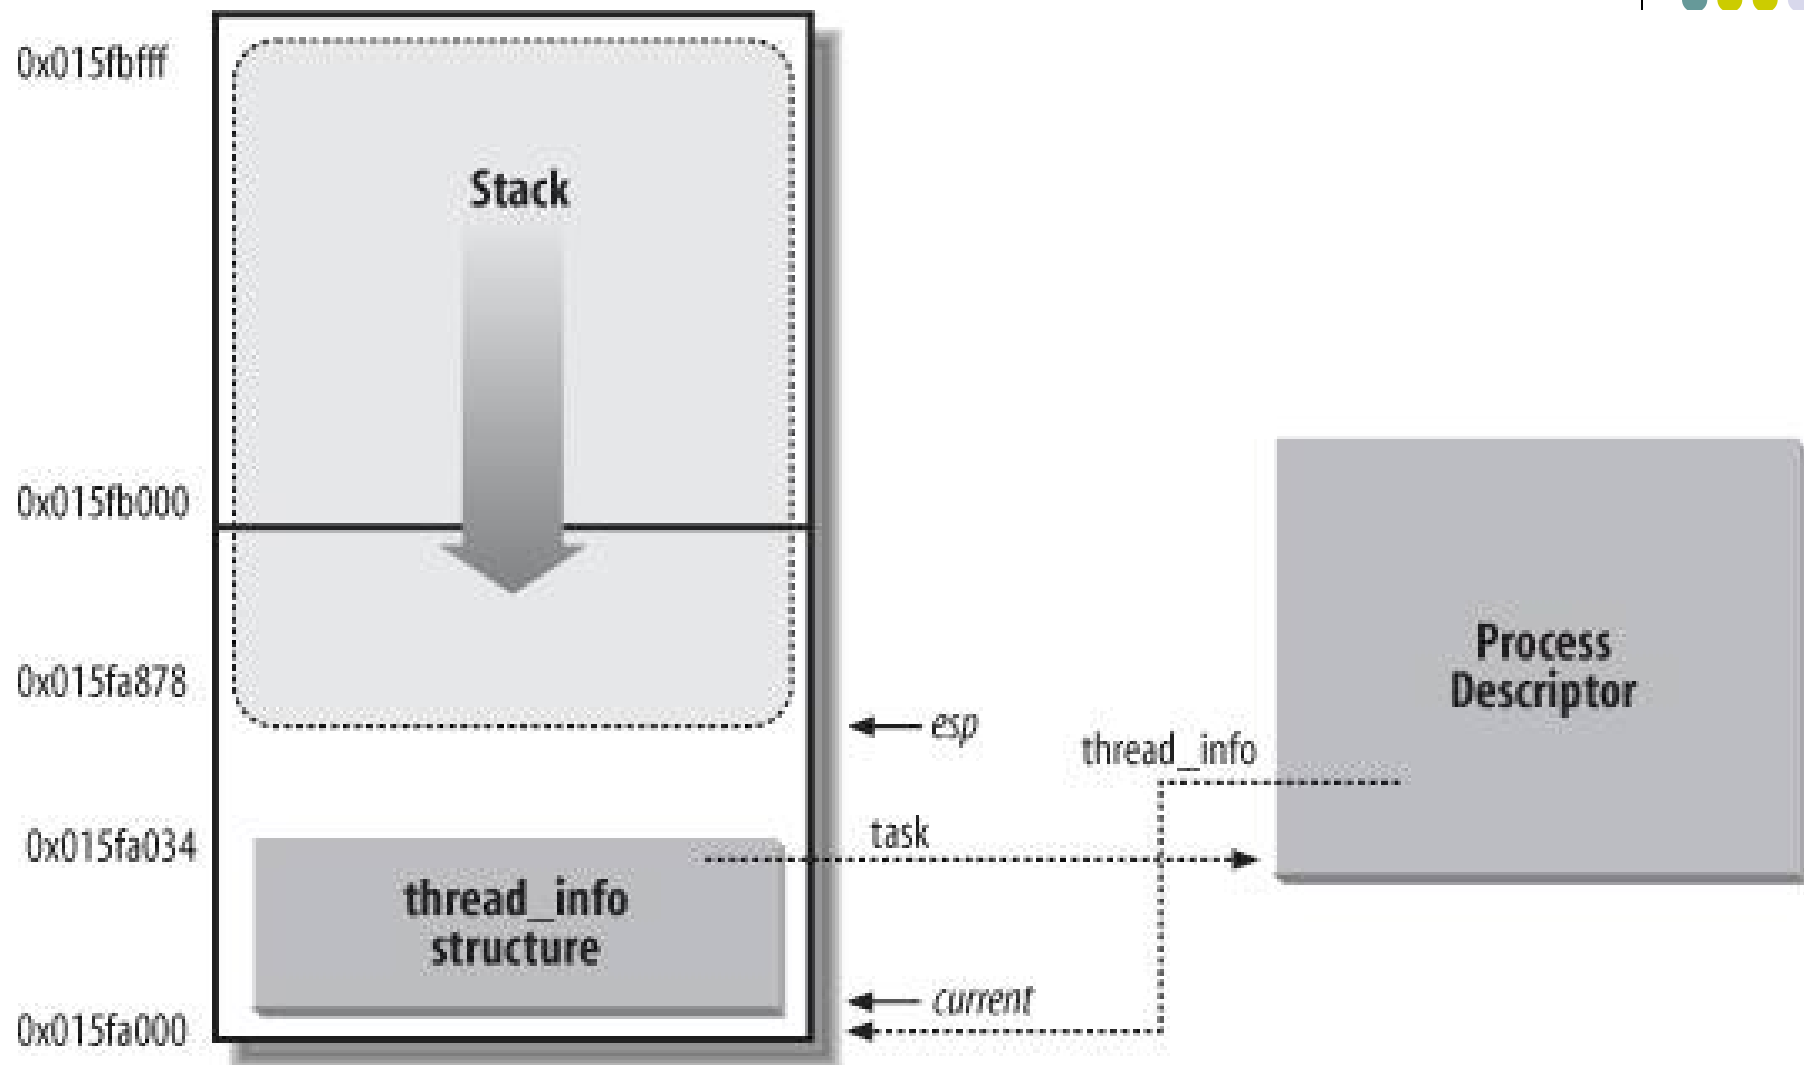 0x015fbfff
Stack
0x015fb000
0x015fa878
esp
Process
Descriptor
thread_info
0x015fa034
task
thread_info
structure
current
0x015fa000